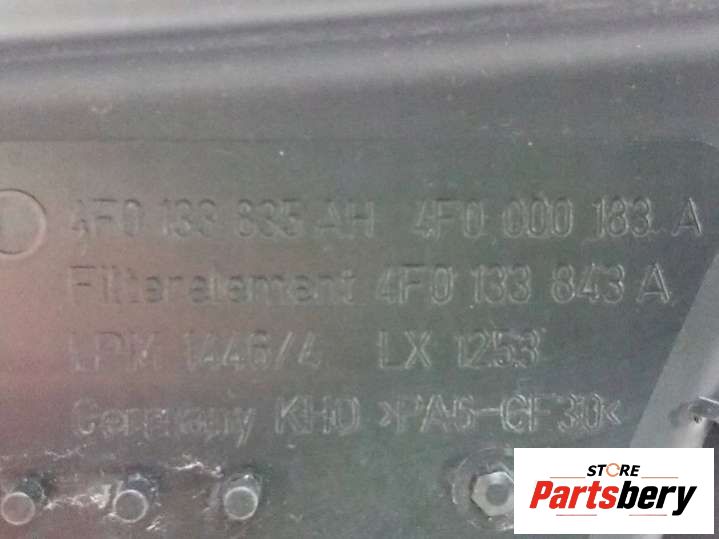 4F0 133 835 AH 4F0 000 183 A
Filterelement 4F0 133 843 A
LPM 1446/4 LX 1253
Germany KHD >PA6-GF30<
STORE
Partsbery